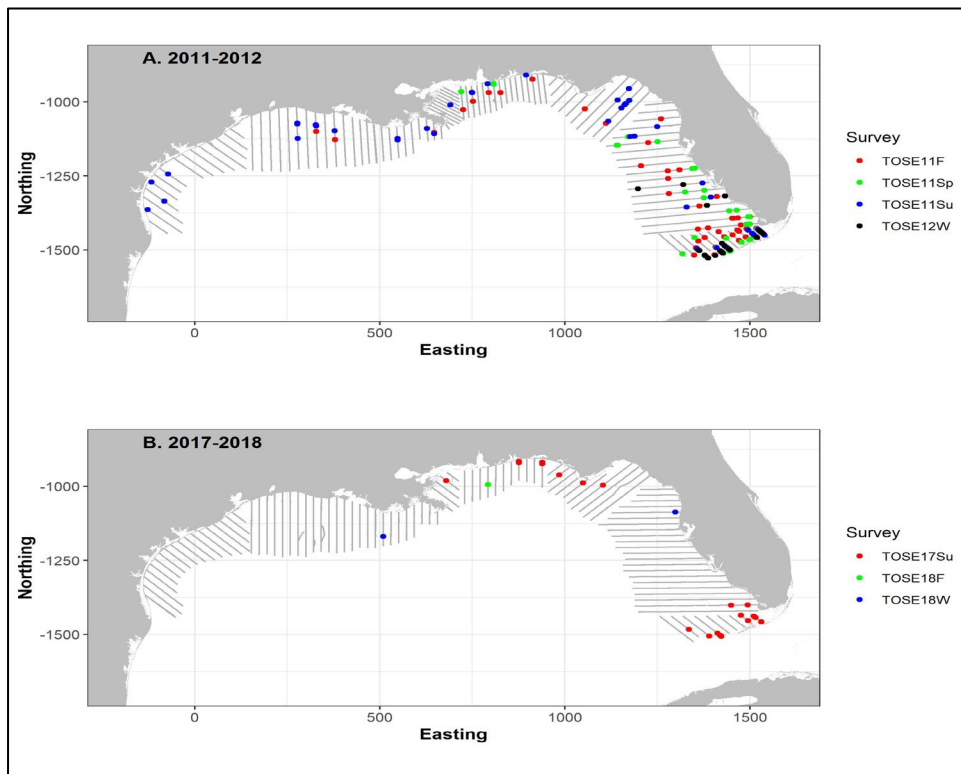 A. 2011-2012
-1000
-1250
-1500
Northing
0
500
1000
1500
Easting
Survey
TOSE11F
TOSE11Sp
TOSE11Su
TOSE12W
B. 2017-2018
-1000
-1250
-1500
Northing
0
500
1000
1500
Easting
Survey
TOSE17Su
TOSE18F
TOSE18W